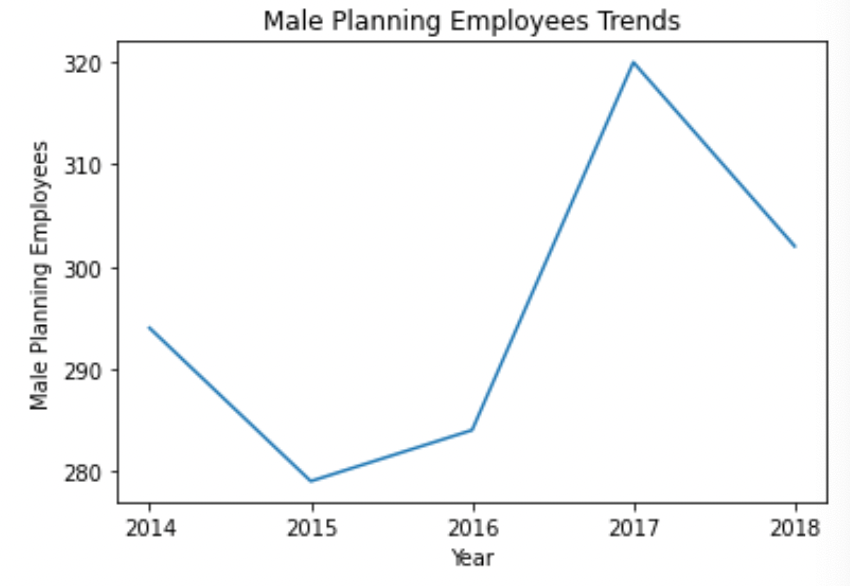 Male Planning Employees Trends
320
310
300
290
280
Male Planning Employees
2014 2015 2016 2017 2018
Year